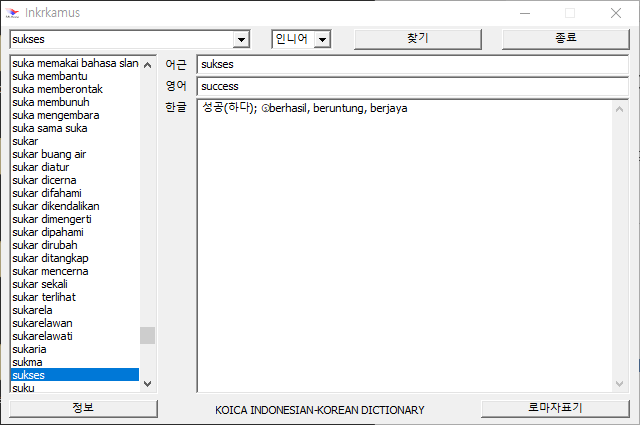 Inkrkamus
sukses 인니어 찾기 종료
suka memakai bahasa slang
suka membantu
suka memberontak
suka membunuh
suka mengembara
suka sama suka
sukar
sukar buang air
sukar diatur
sukar dicerna
sukar difahami
sukar dikendalikan
sukar dimengerti
sukar dipahami
sukar dirubah
sukar ditangkap
sukar mencerna
sukar sekali
sukar terlihat
sukarela
sukarelawan
sukarelawati
sukaria
sukma
sukses
suku
어근 sukses
영어 success
한글 성공(하다); ⓘberhasil, beruntung, berjaya
정보 KOICA INDONESIAN-KOREAN DICTIONARY 로마자표기